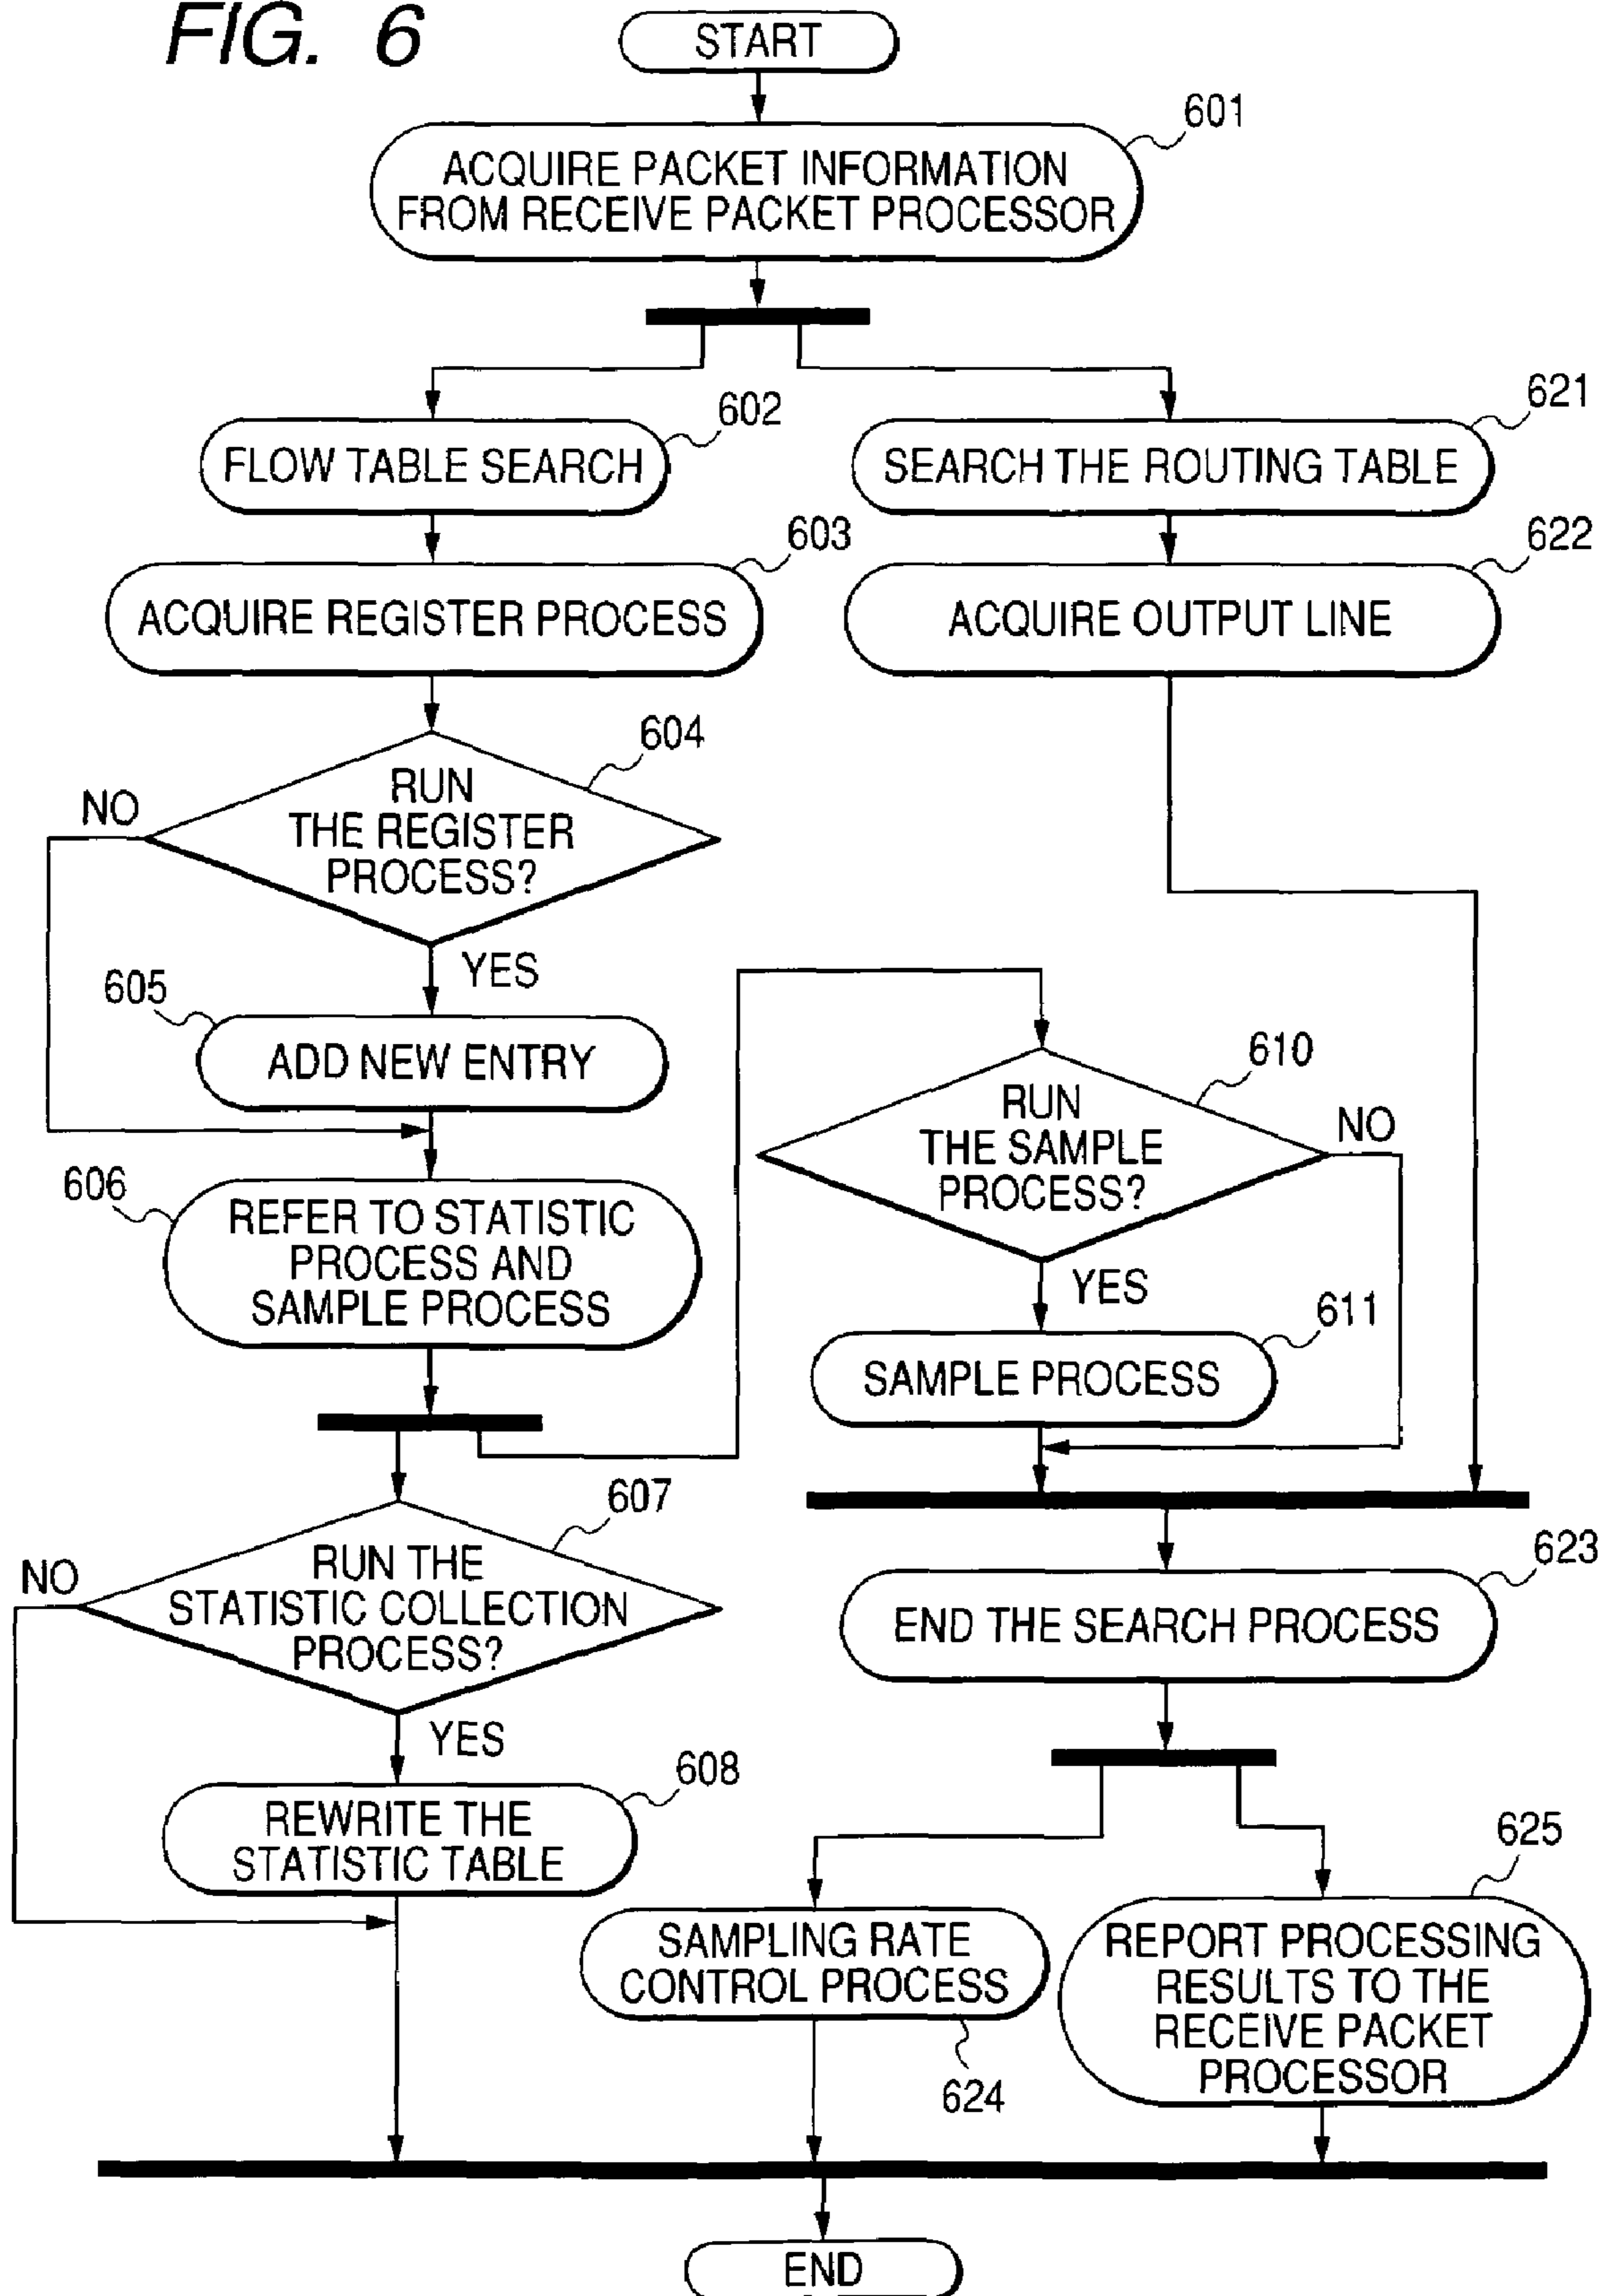 FIG. 6
START
601
ACQUIRE PACKET INFORMATION
FROM RECEIVE PACKET PROCESSOR
602
FLOW TABLE SEARCH
621
SEARCH THE ROUTING TABLE
603
ACQUIRE REGISTER PROCESS
622
ACQUIRE OUTPUT LINE
604
RUN
THE REGISTER
PROCESS?
NO
YES
605
ADD NEW ENTRY
606
REFER TO STATISTIC
PROCESS AND
SAMPLE PROCESS
610
RUN
THE SAMPLE
PROCESS?
NO
YES
611
SAMPLE PROCESS
607
RUN THE
STATISTIC COLLECTION
PROCESS?
NO
YES
608
REWRITE THE
STATISTIC TABLE
623
END THE SEARCH PROCESS
SAMPLING RATE
CONTROL PROCESS
624
625
REPORT PROCESSING
RESULTS TO THE
RECEIVE PACKET
PROCESSOR
END